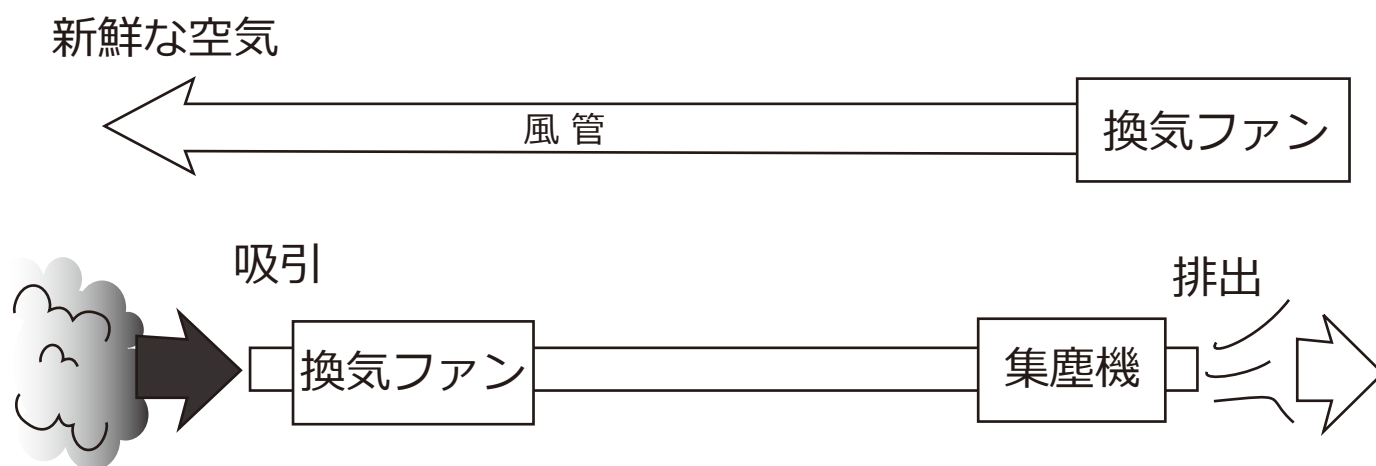 新鮮な空気
風管
換気ファン
吸引
排出
換気ファン
集塵機